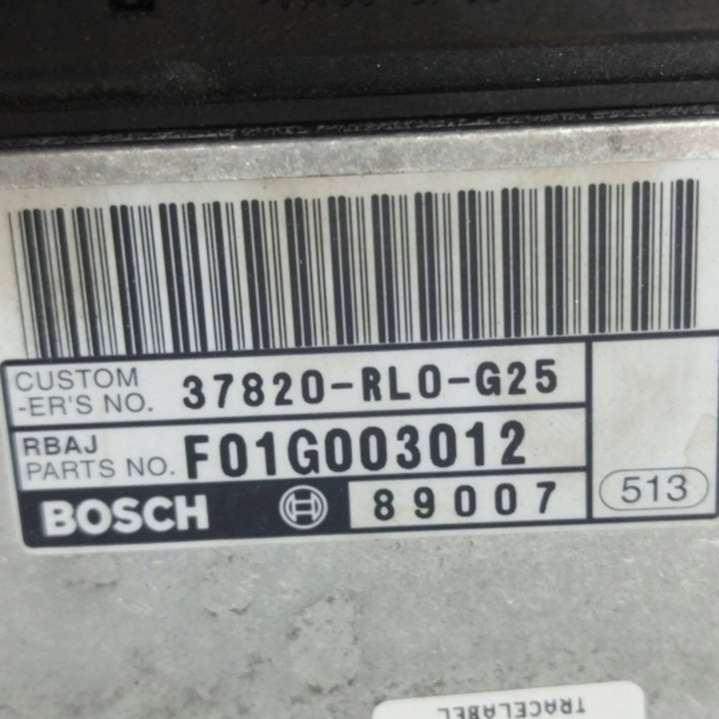 CUSTOM
-ER'S NO. 37820-RL0-G25
RBAJ
PARTS NO. F01G003012
BOSCH 89007
513
TRACELABEL